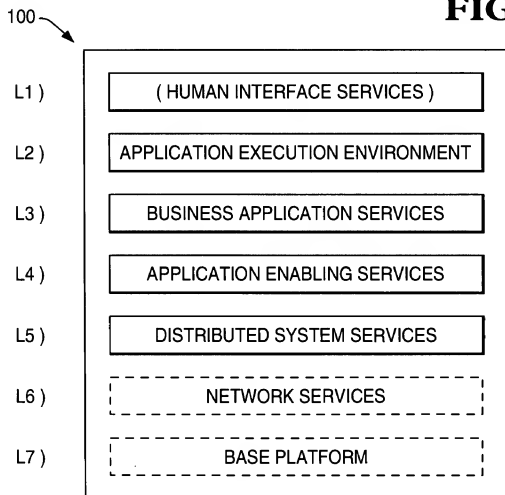 FIG
100
L1 ) ( HUMAN INTERFACE SERVICES )
L2 ) APPLICATION EXECUTION ENVIRONMENT
L3 ) BUSINESS APPLICATION SERVICES
L4 ) APPLICATION ENABLING SERVICES
L5 ) DISTRIBUTED SYSTEM SERVICES
L6 ) NETWORK SERVICES
L7 ) BASE PLATFORM